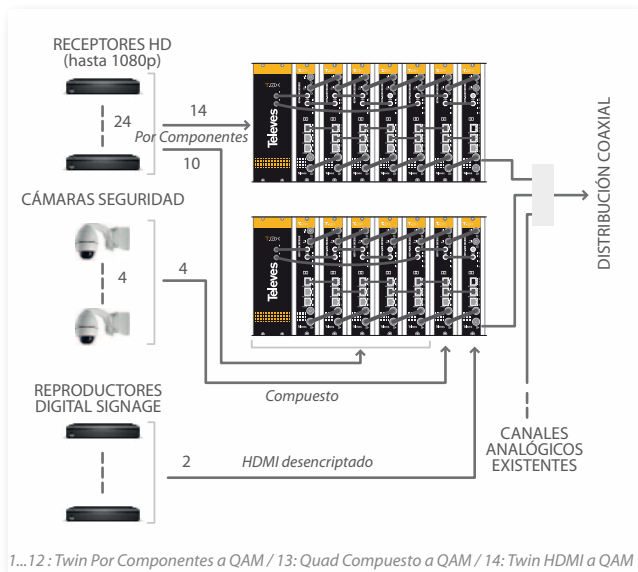 RECEPTORES HD
(hasta 1080p)
24
14
Por Componentes
10
T.0X
Televes
CÁMARAS SEGURIDAD
4
4
T.0X
Televes
Compuesto
REPRODUCTORES
DIGITAL SIGNAGE
2
HDMI desencriptado
DISTRIBUCIÓN COAXIAL
CANALES
ANALÓGICOS
EXISTENTES
1...12 : Twin Por Componentes a QAM / 13: Quad Compuesto a QAM / 14: Twin HDMI a QAM